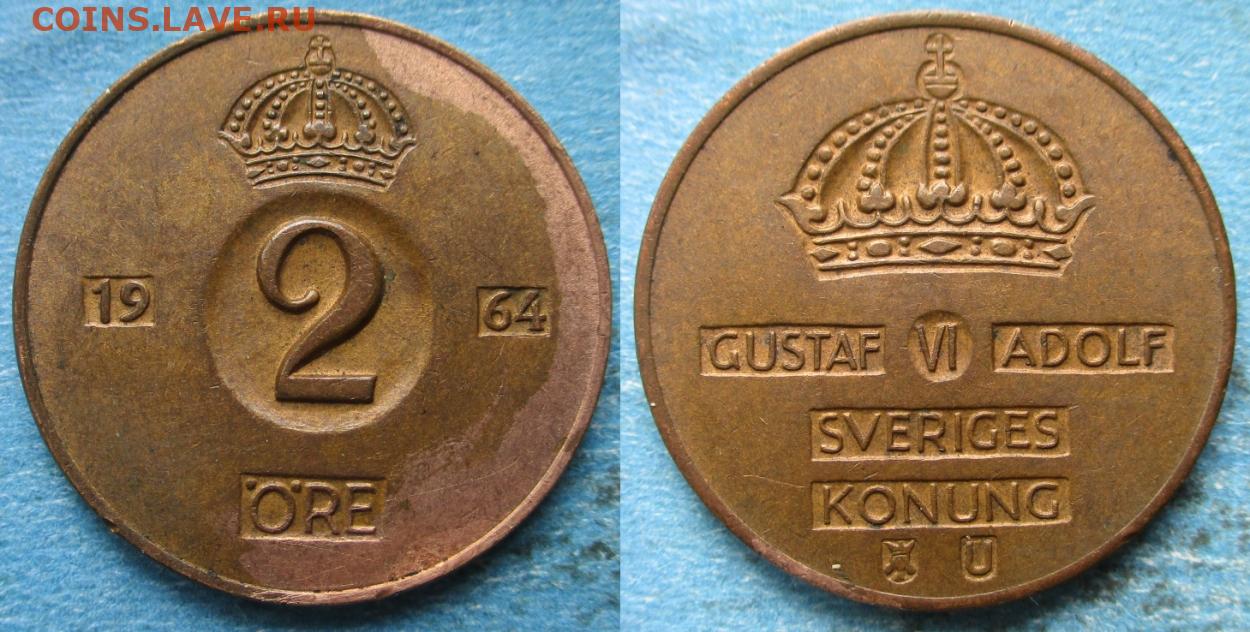 COINS.LAVE.RU
19 2 64
ÖRE
GUSTAF VI ADOLF
SVERIGES
KONUNG
U